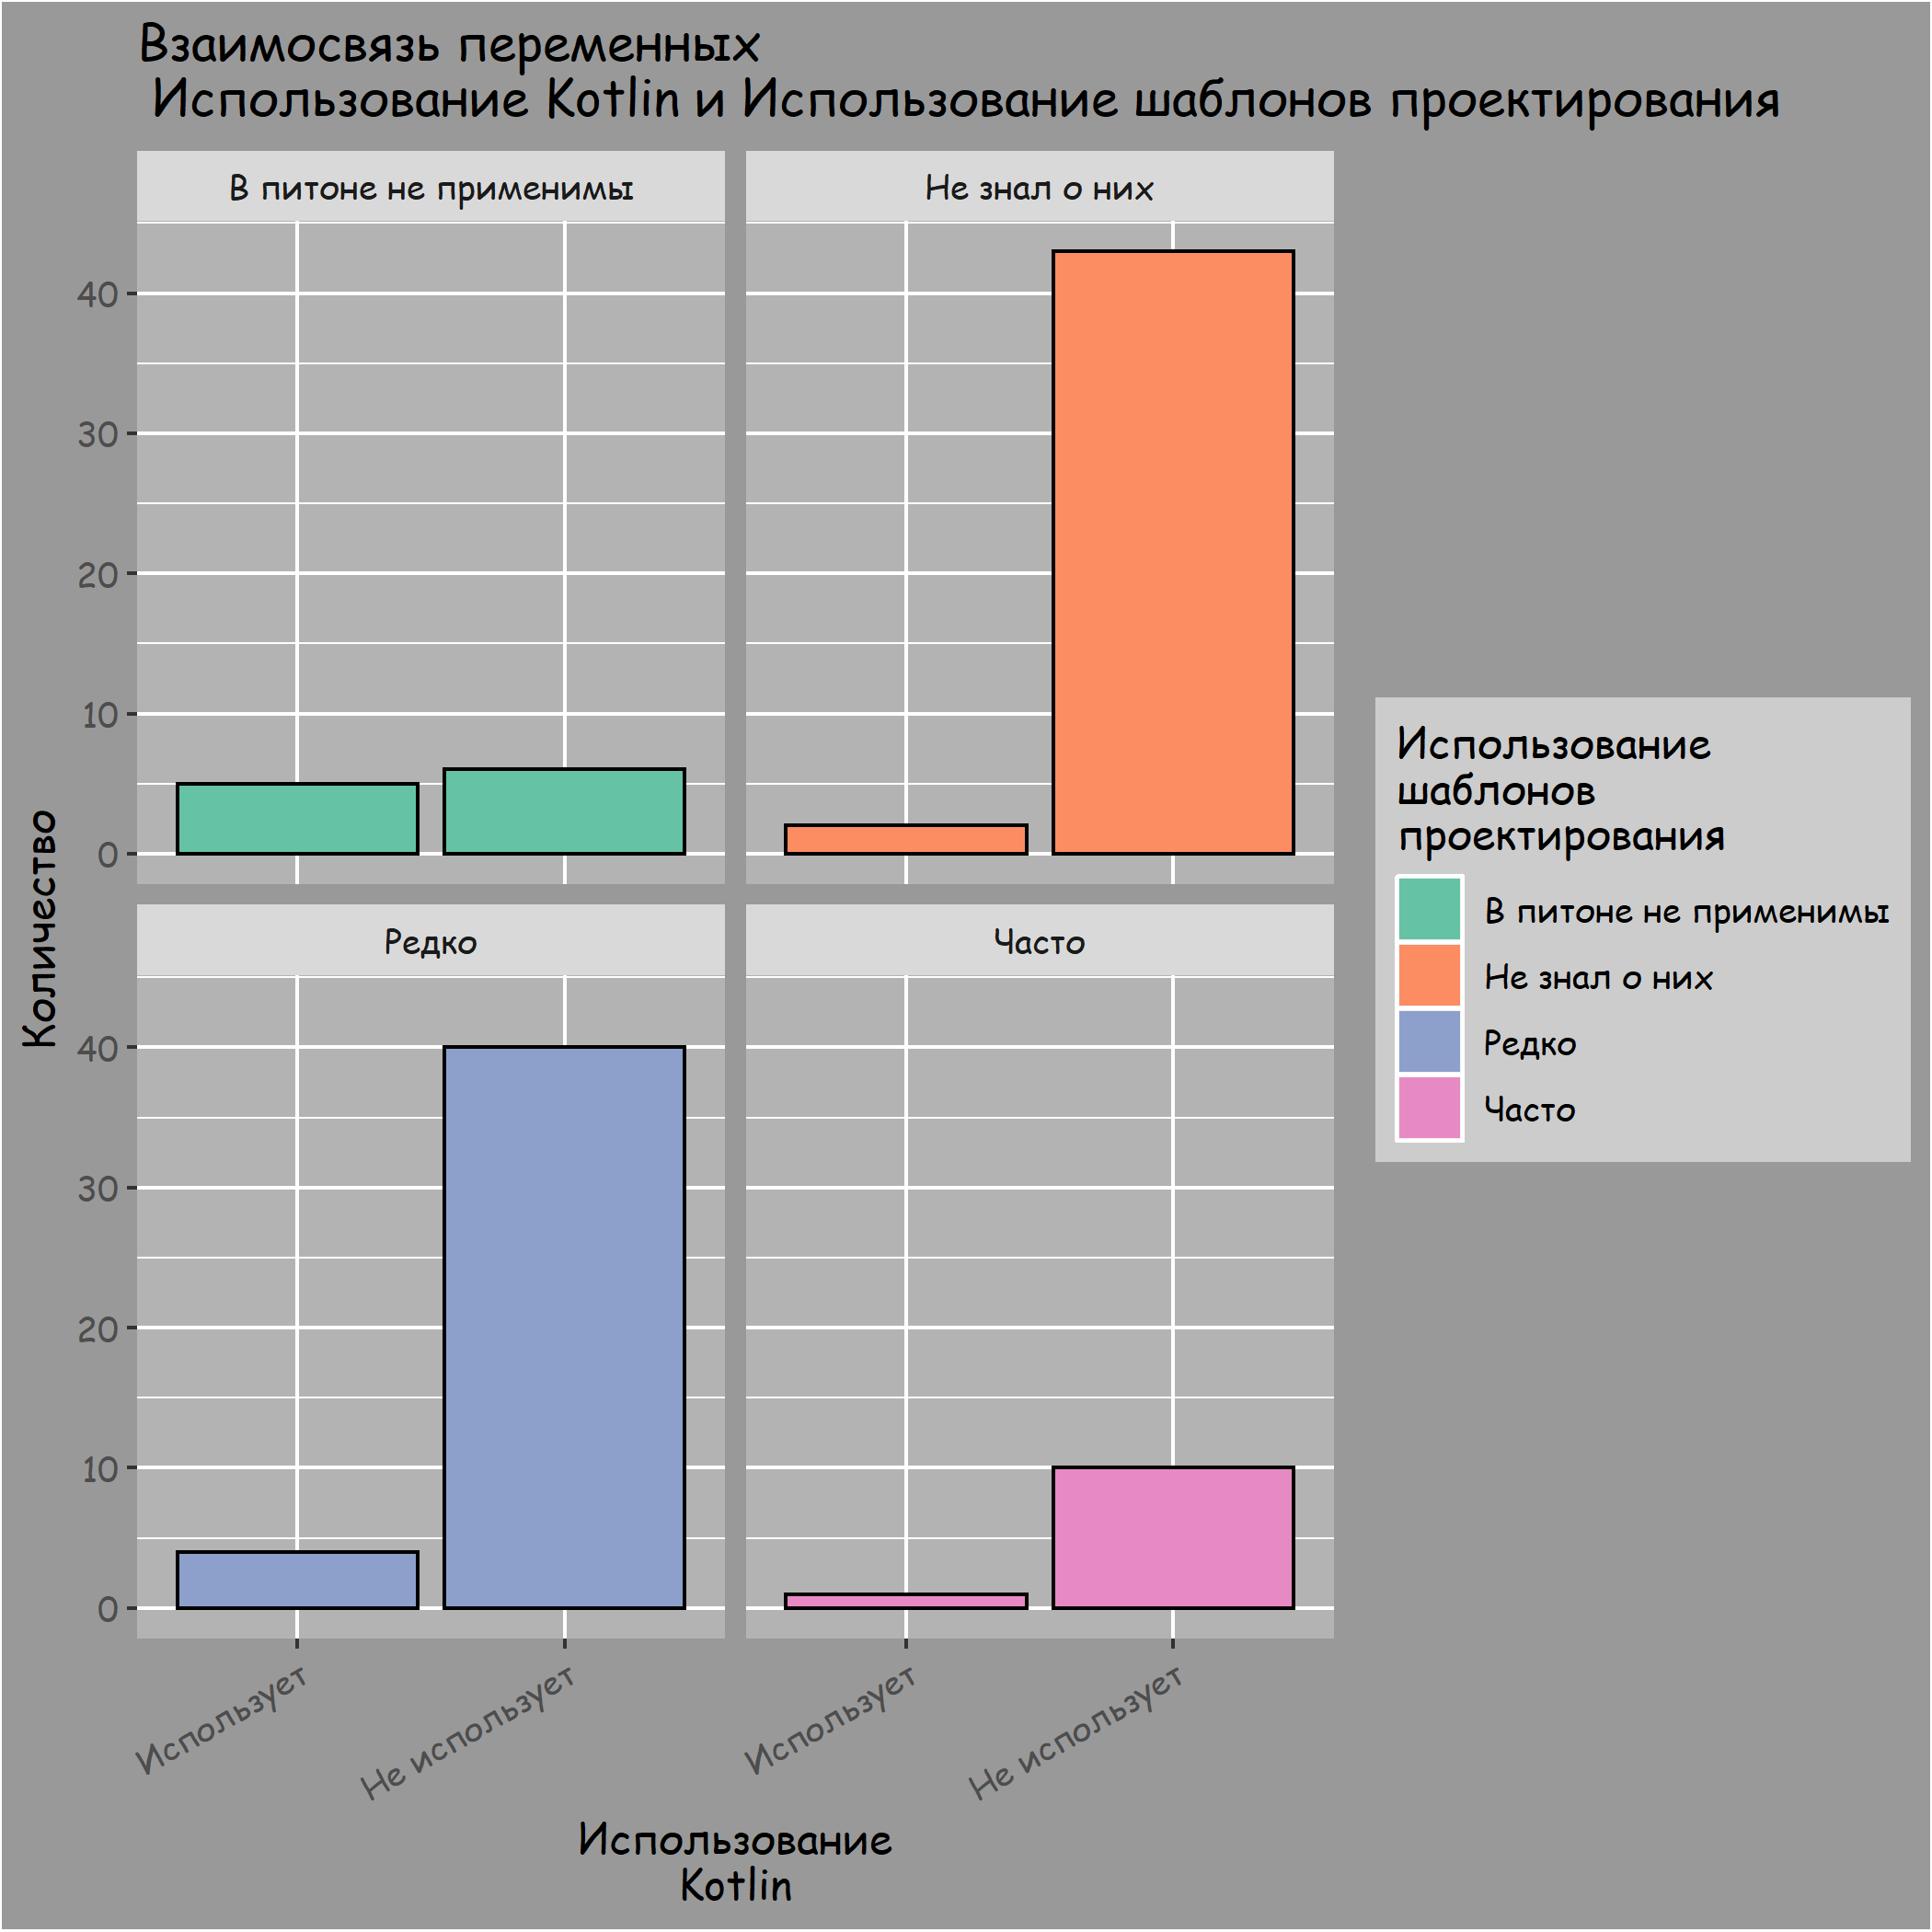 Взаимосвязь переменных
Использование Kotlin и Использование шаблонов проектирования
В питоне не применимы
Не знал о них
40
30
20
10
0
Редко
Часто
40
30
20
10
0
Количество
Использует
Не использует
Использует
Не использует
Использование
Kotlin
Использование
шаблонов
проектирования
В питоне не применимы
Не знал о них
Редко
Часто